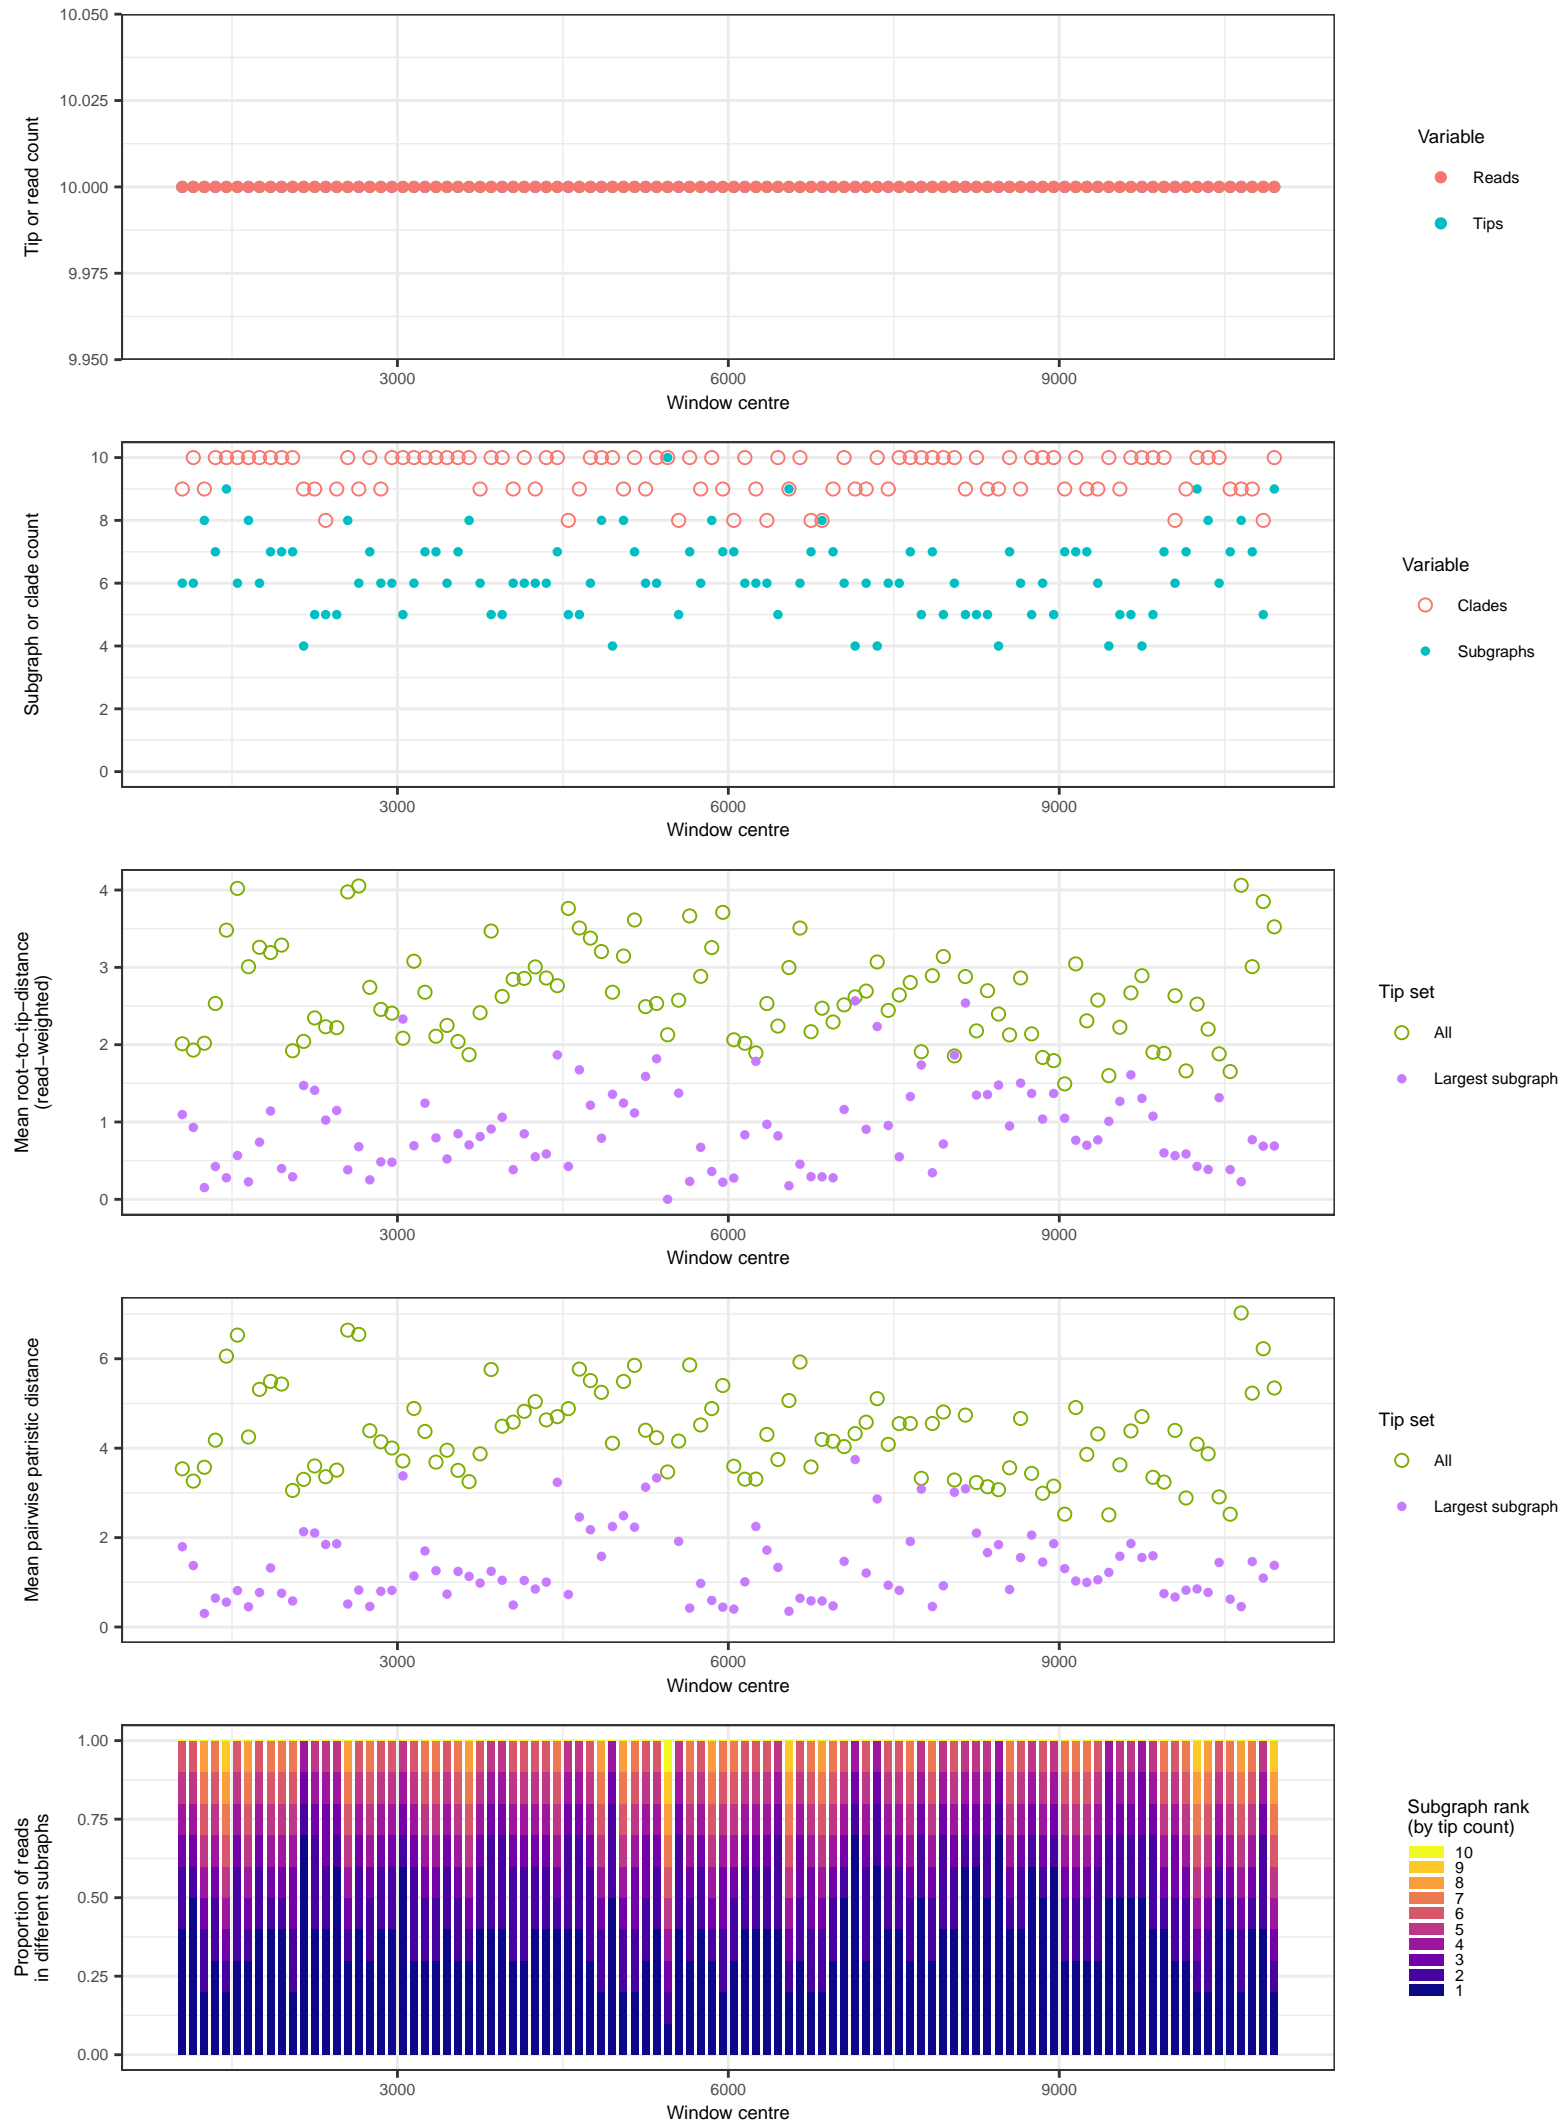 10.050
10.025
10.000
9.975
9.950
Tip or read count
3000
6000
9000
Window centre
Variable
Reads
Tips
10
8
6
4
2
0
Subgraph or clade count
3000
6000
9000
Window centre
Variable
Clades
Subgraphs
4
3
2
1
0
Mean root−to−tip−distance
(read−weighted)
3000
6000
9000
Window centre
Tip set
All
Largest subgraph
6
4
2
0
Mean pairwise patristic distance
3000
6000
9000
Window centre
Tip set
All
Largest subgraph
1.00
0.75
0.50
0.25
0.00
Proportion of reads
in different subraphs
3000
6000
9000
Window centre
Subgraph rank
(by tip count)
10
9
8
7
6
5
4
3
2
1